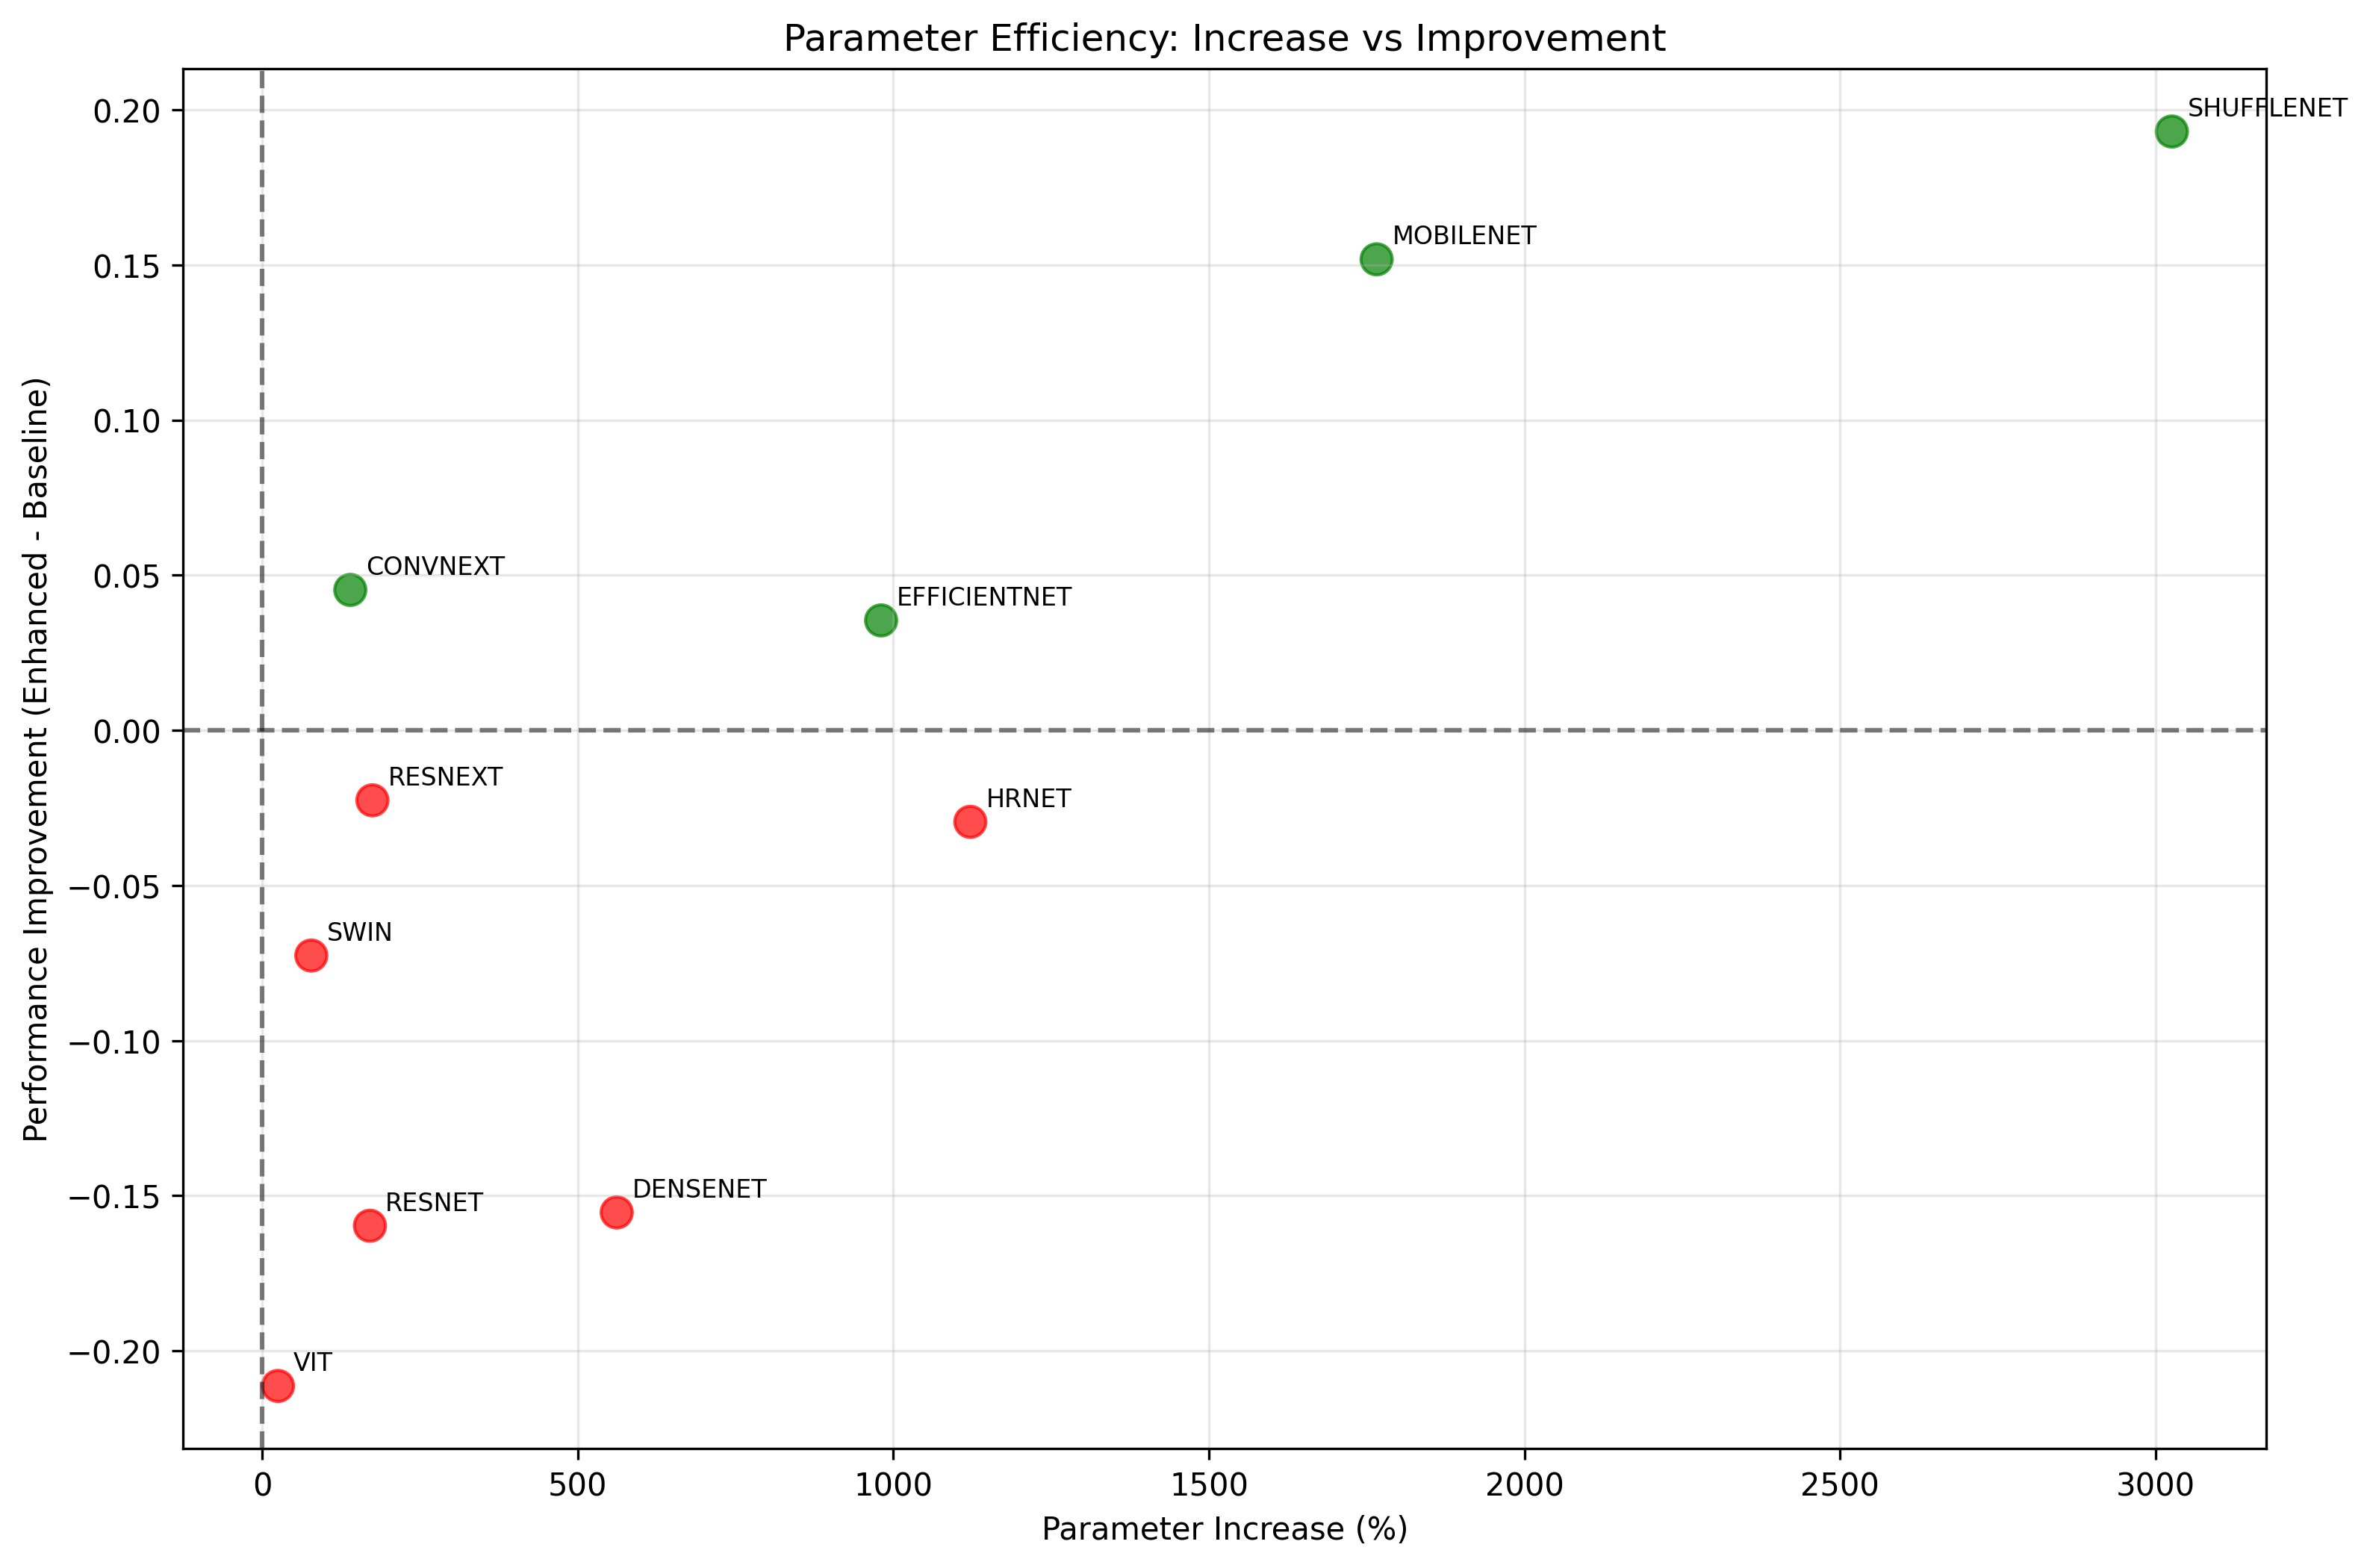 Parameter Efficiency: Increase vs Improvement
Performance Improvement (Enhanced - Baseline)
0.20
0.15
0.10
0.05
0.00
−0.05
−0.10
−0.15
−0.20
SHUFFLENET
MOBILENET
CONVNEXT
EFFICIENTNET
RESNEXT
HRNET
SWIN
DENSENET
RESNET
VIT
0
500
1000
1500
2000
2500
3000
Parameter Increase (%)